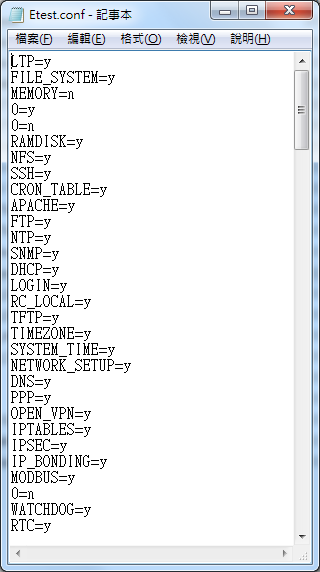 Etest.conf - 記事本
檔案(F) 編輯(E) 格式(O) 檢視(V) 說明(H)
LTP=y
FILE_SYSTEM=y
MEMORY=n
0=y
0=n
RAMDISK=y
NFS=y
SSH=y
CRON_TABLE=y
APACHE=y
FTP=y
NTP=y
SNMP=y
DHCP=y
LOGIN=y
RC_LOCAL=y
TFTP=y
TIMEZONE=y
SYSTEM_TIME=y
NETWORK_SETUP=y
DNS=y
PPP=y
OPEN_VPN=y
IPTABLES=y
IPSEC=y
IP_BONDING=y
MODBUS=y
0=n
WATCHDOG=y
RTC=y